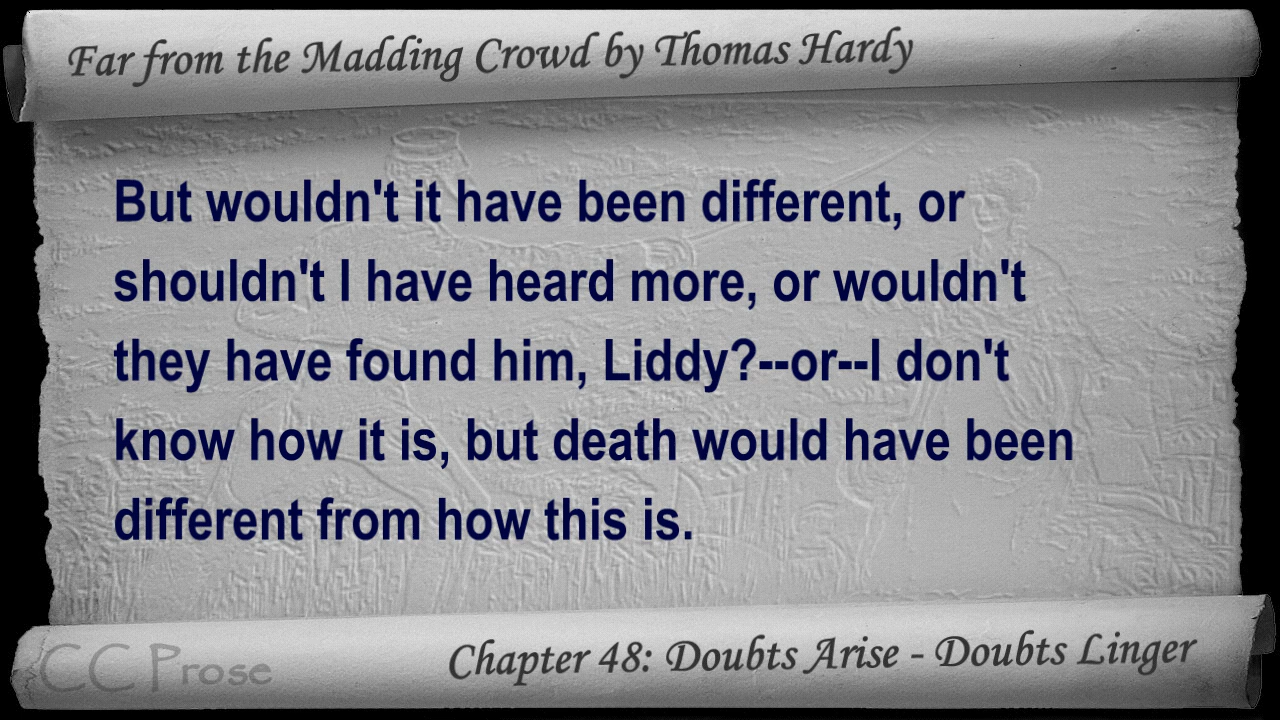 Far from the Madding Crowd by Thomas Hardy
But wouldn't it have been different, or
shouldn't I have heard more, or wouldn't
they have found him, Liddy?--or--I don't
know how it is, but death would have been
different from how this is.
CC Prose
Chapter 48: Doubts Arise - Doubts Linger